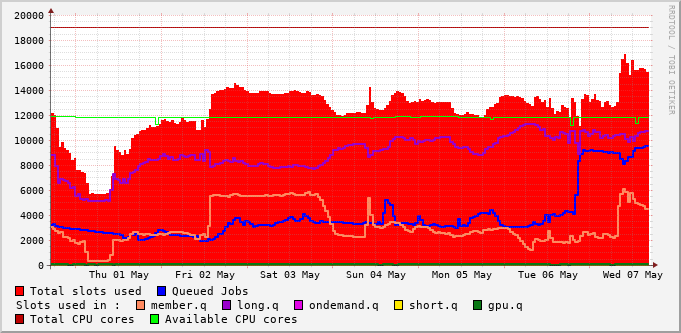 20000
18000
16000
14000
12000
10000
8000
6000
4000
2000
0
Thu 01 May Fri 02 May Sat 03 May Sun 04 May Mon 05 May Tue 06 May Wed 07 May
RRDTOOL / TOBI OETIKER
Total slots used Queued Jobs
Slots used in : member.q long.q ondemand.q short.q gpu.q
Total CPU cores Available CPU cores